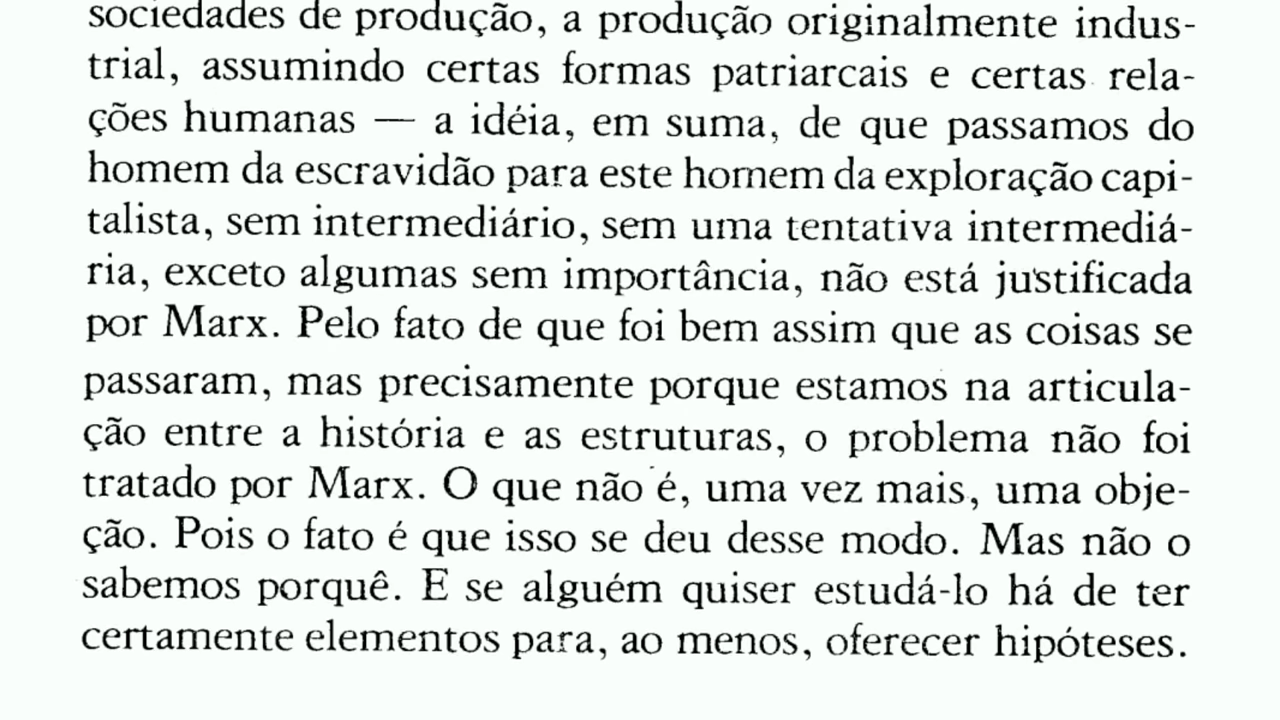 sociedades de produção, a produção originalmente indus-
trial, assumindo certas formas patriarcais e certas rela-
ções humanas — a idéia, em suma, de que passamos do
homem da escravidão para este homem da exploração capi-
talista, sem intermediário, sem uma tentativa intermediá-
ria, exceto algumas sem importância, não está justificada
por Marx. Pelo fato de que foi bem assim que as coisas se
passaram, mas precisamente porque estamos na articula-
ção entre a história e as estruturas, o problema não foi
tratado por Marx. O que não é, uma vez mais, uma obje-
ção. Pois o fato é que isso se deu desse modo. Mas não o
sabemos porquê. E se alguém quiser estudá-lo há de ter
certamente elementos para, ao menos, oferecer hipóteses.